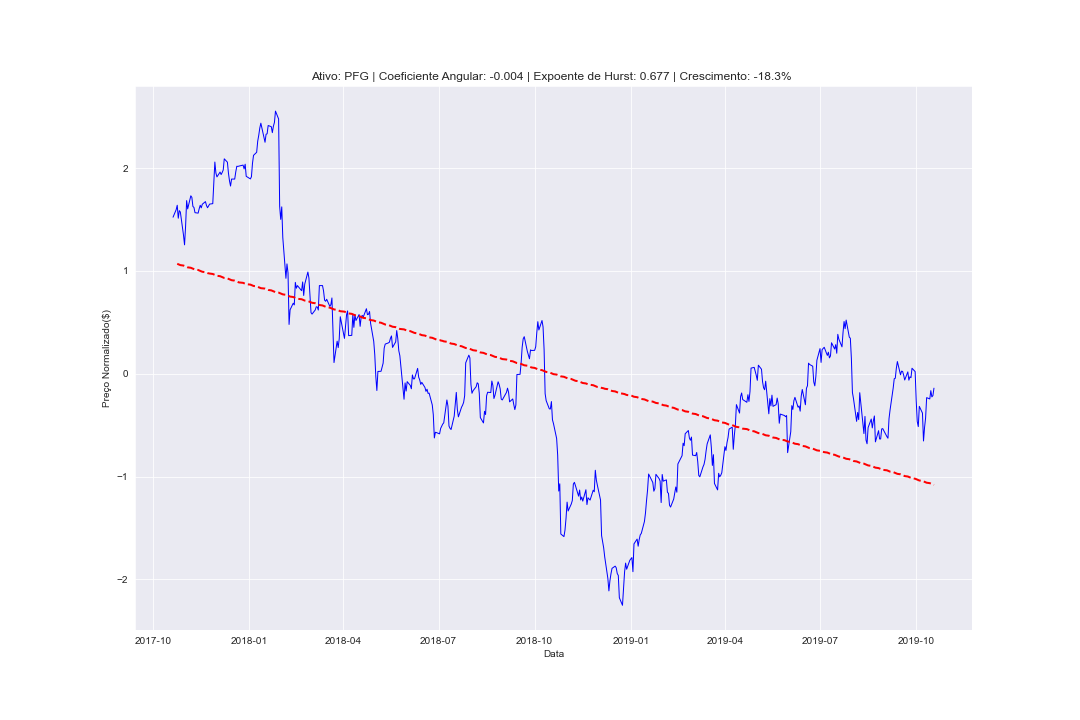 Ativo: PFG | Coeficiente Angular: -0.004 | Expoente de Hurst: 0.677 | Crescimento: -18.3%
Preço Normalizado($)
2
1
0
−1
−2
2017-10 2018-01 2018-04 2018-07 2018-10 2019-01 2019-04 2019-07 2019-10
Data